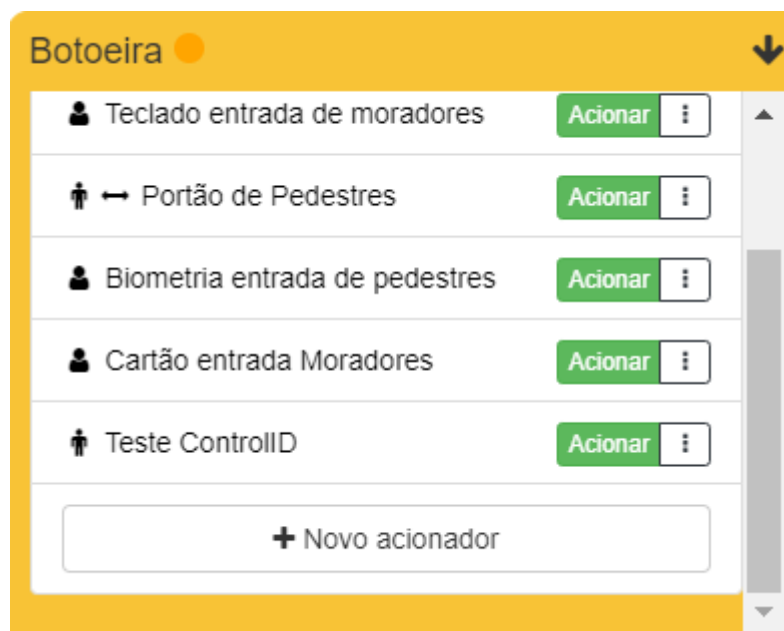 Botoeira
Teclado entrada de moradores Acionar
Portão de Pedestres Acionar
Biometria entrada de pedestres Acionar
Cartão entrada Moradores Acionar
Teste ControlID Acionar
+ Novo acionador